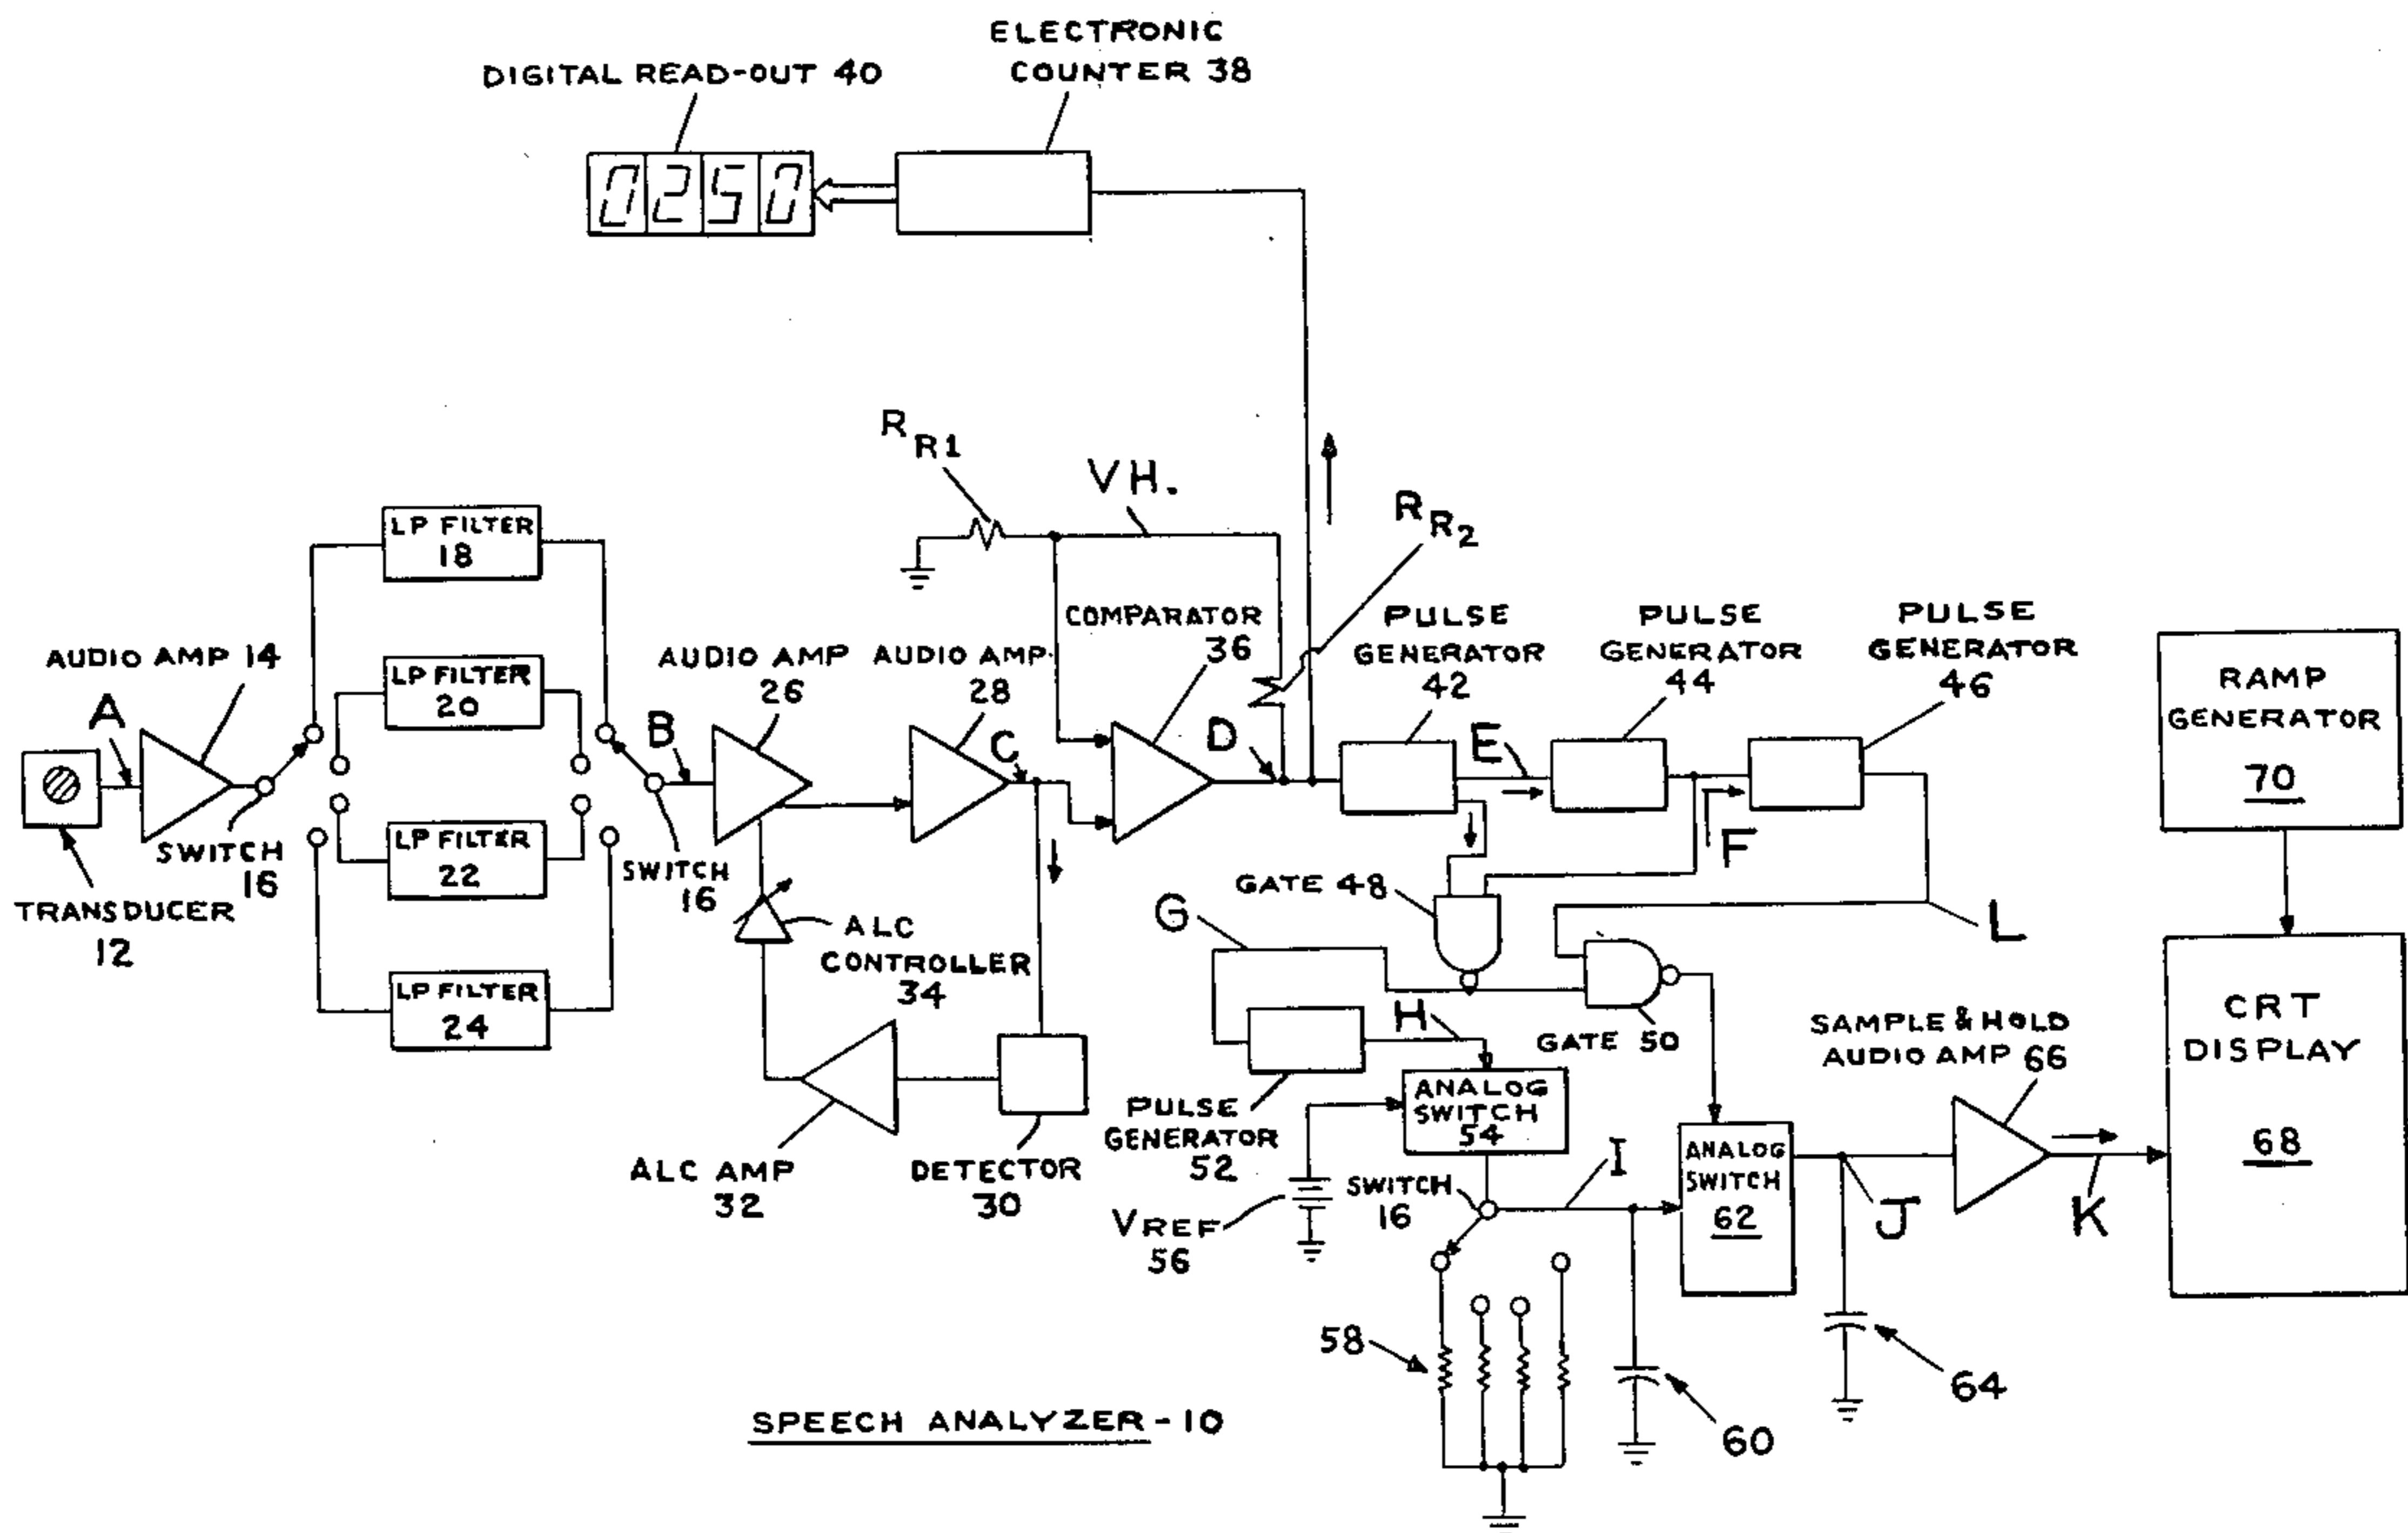 ELECTRONIC
COUNTER 38
DIGITAL READ-OUT 40
0250
R R1
VH.
R R2
LP FILTER
18
LP FILTER
20
LP FILTER
22
LP FILTER
24
AUDIO AMP 14
A
TRANSDUCER
12
SWITCH
16
SWITCH
16
B
AUDIO AMP
26
AUDIO AMP
28
C
COMPARATOR
36
D
PULSE
GENERATOR
42
E
PULSE
GENERATOR
44
F
PULSE
GENERATOR
46
RAMP
GENERATOR
70
ALC
CONTROLLER
34
ALC AMP
32
DETECTOR
30
GATE 48
G
L
H
GATE 50
PULSE
GENERATOR
52
ANALOG
SWITCH
54
VREF
56
SWITCH
16
I
ANALOG
SWITCH
62
SAMPLE & HOLD
AUDIO AMP 66
J
K
CRT
DISPLAY
68
58
60
64
SPEECH ANALYZER-10